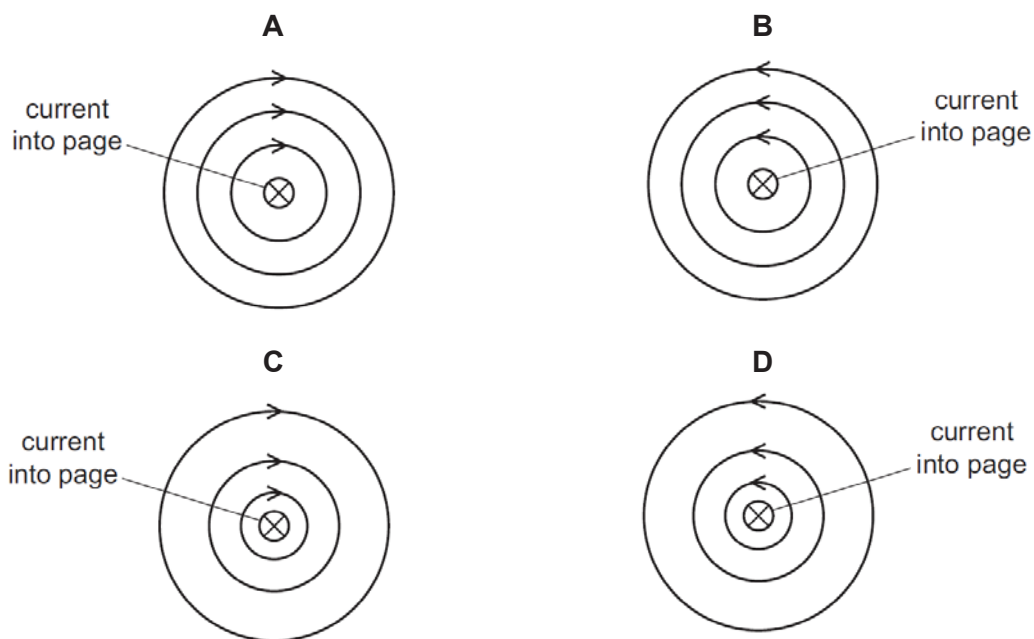 A
B
current
into page
current
into page
C
D
current
into page
current
into page